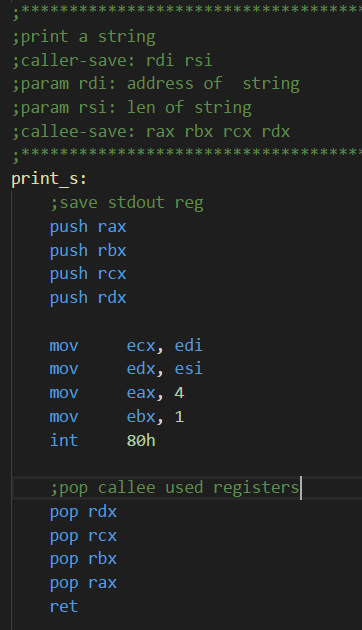 ;***********************************
;print a string
;caller-save: rdi rsi
;param rdi: address of  string
;param rsi: len of string
;callee-save: rax rbx rcx rdx
;***********************************
print_s:
    ;save stdout reg
    push rax
    push rbx
    push rcx
    push rdx

    mov     ecx, edi
    mov     edx, esi
    mov     eax, 4
    mov     ebx, 1
    int     80h

    ;pop callee used registers
    pop rdx
    pop rcx
    pop rbx
    pop rax
    ret